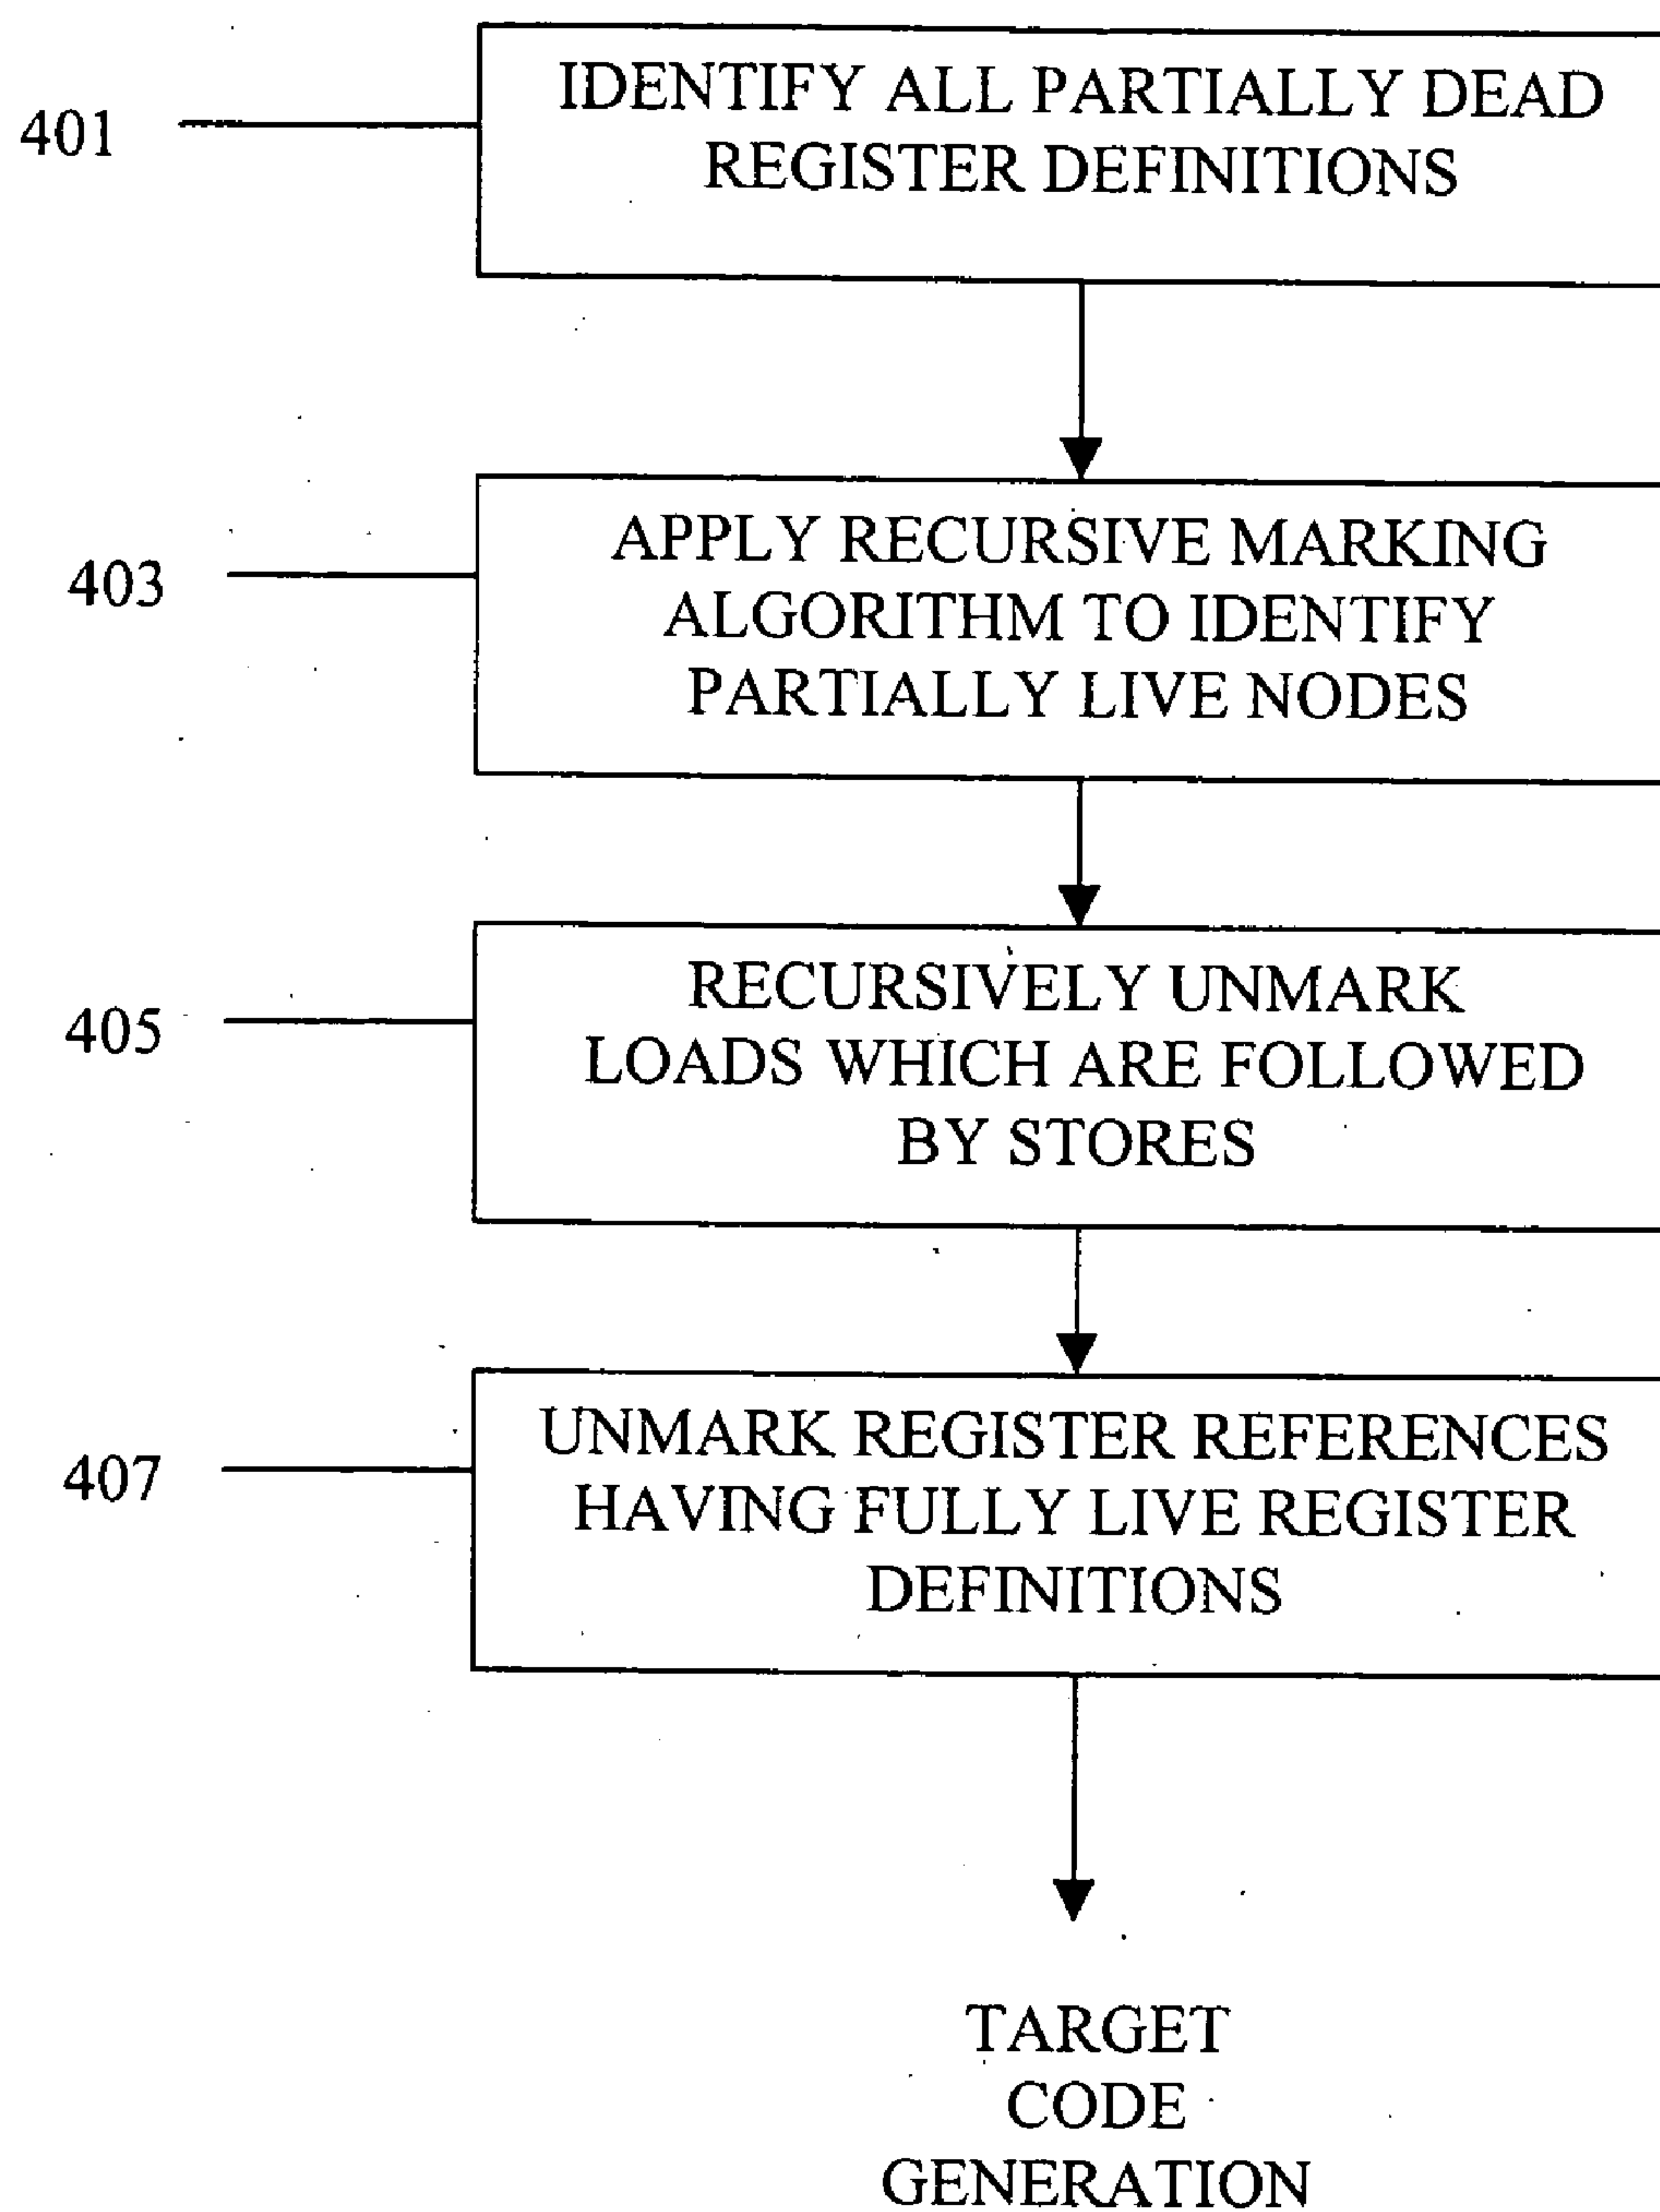 401
IDENTIFY ALL PARTIALLY DEAD
REGISTER DEFINITIONS
403
APPLY RECURSIVE MARKING
ALGORITHM TO IDENTIFY
PARTIALLY LIVE NODES
405
RECURSIVELY UNMARK
LOADS WHICH ARE FOLLOWED
BY STORES
407
UNMARK REGISTER REFERENCES
HAVING FULLY LIVE REGISTER
DEFINITIONS
TARGET
CODE
GENERATION